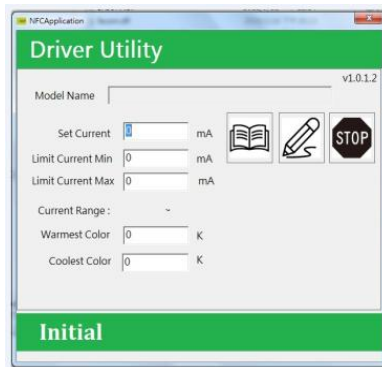 NFCApplication
Driver Utility
v1.0.1.2
Model Name
Set Current 0 mA
Limit Current Min 0 mA
Limit Current Max 0 mA
STOP
Current Range : ~
Warmest Color 0 K
Coolest Color 0 K
Initial